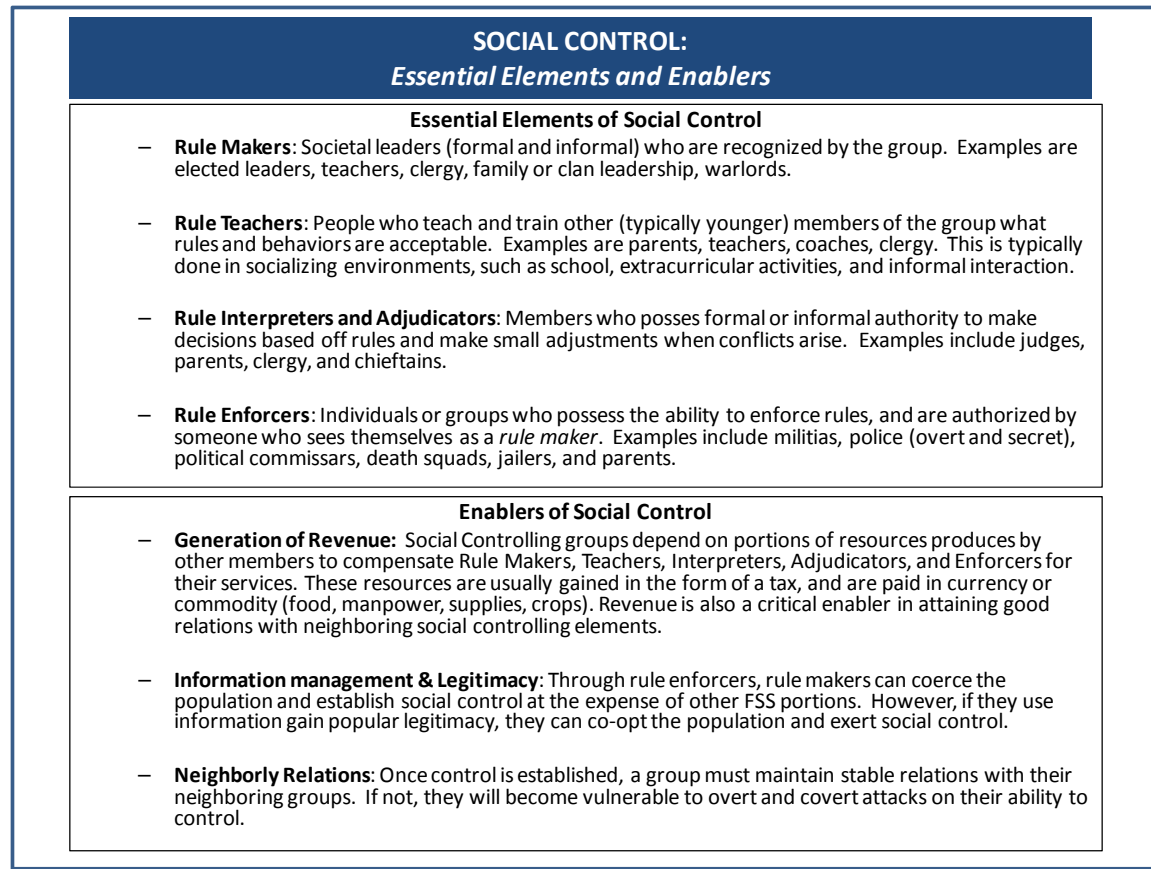 SOCIAL CONTROL:
Essential Elements and Enablers
Essential Elements of Social Control
– Rule Makers: Societal leaders (formal and informal) who are recognized by the group. Examples are
elected leaders, teachers, clergy, family or clan leadership, warlords.
– Rule Teachers: People who teach and train other (typically younger) members of the group what
rules and behaviors are acceptable. Examples are parents, teachers, coaches, clergy. This is typically
done in socializing environments, such as school, extracurricular activities, and informal interaction.
– Rule Interpreters and Adjudicators: Members who posses formal or informal authority to make
decisions based off rules and make small adjustments when conflicts arise. Examples include judges,
parents, clergy, and chieftains.
– Rule Enforcers: Individuals or groups who possess the ability to enforce rules, and are authorized by
someone who sees themselves as a rule maker. Examples include militias, police (overt and secret),
political commissars, death squads, jailers, and parents.
Enablers of Social Control
– Generation of Revenue: Social Controlling groups depend on portions of resources produces by
other members to compensate Rule Makers, Teachers, Interpreters, Adjudicators, and Enforcers for
their services. These resources are usually gained in the form of a tax, and are paid in currency or
commodity (food, manpower, supplies, crops). Revenue is also a critical enabler in attaining good
relations with neighboring social controlling elements.
– Information management & Legitimacy: Through rule enforcers, rule makers can coerce the
population and establish social control at the expense of other FSS portions. However, if they use
information gain popular legitimacy, they can co-opt the population and exert social control.
– Neighborly Relations: Once control is established, a group must maintain stable relations with their
neighboring groups. If not, they will become vulnerable to overt and covert attacks on their ability to
control.